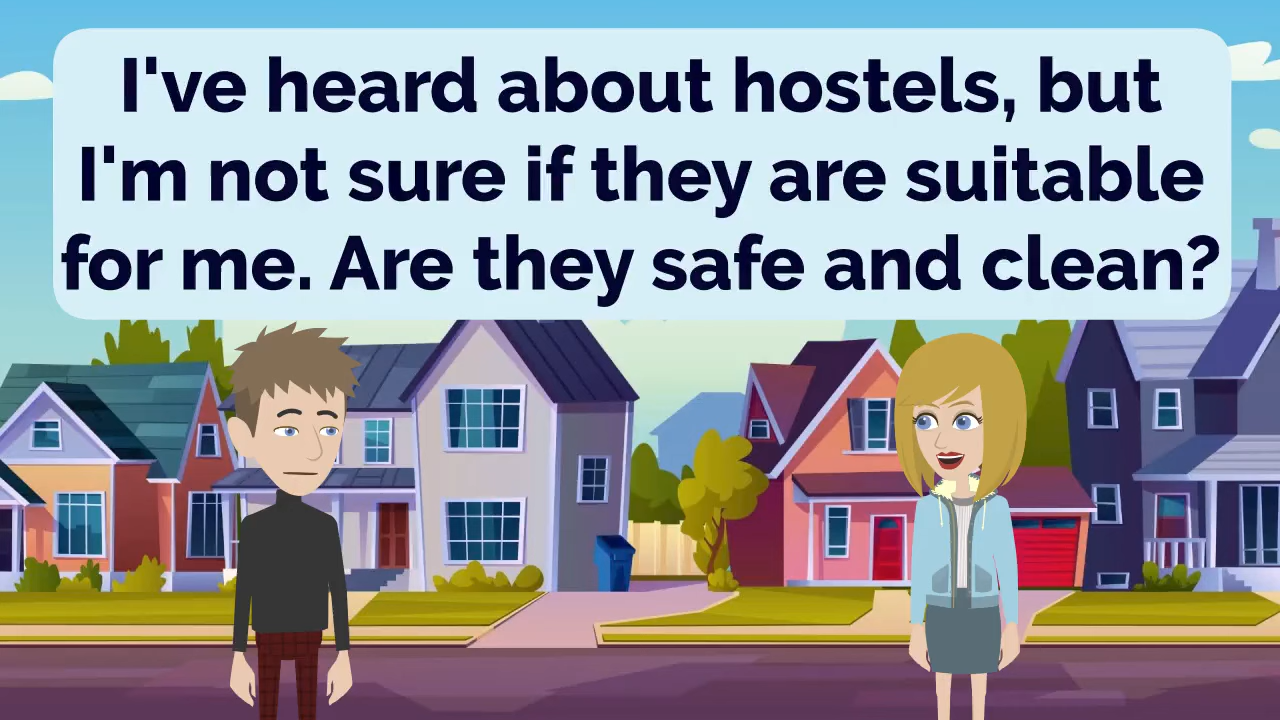 I've heard about hostels, but
I'm not sure if they are suitable
for me. Are they safe and clean?